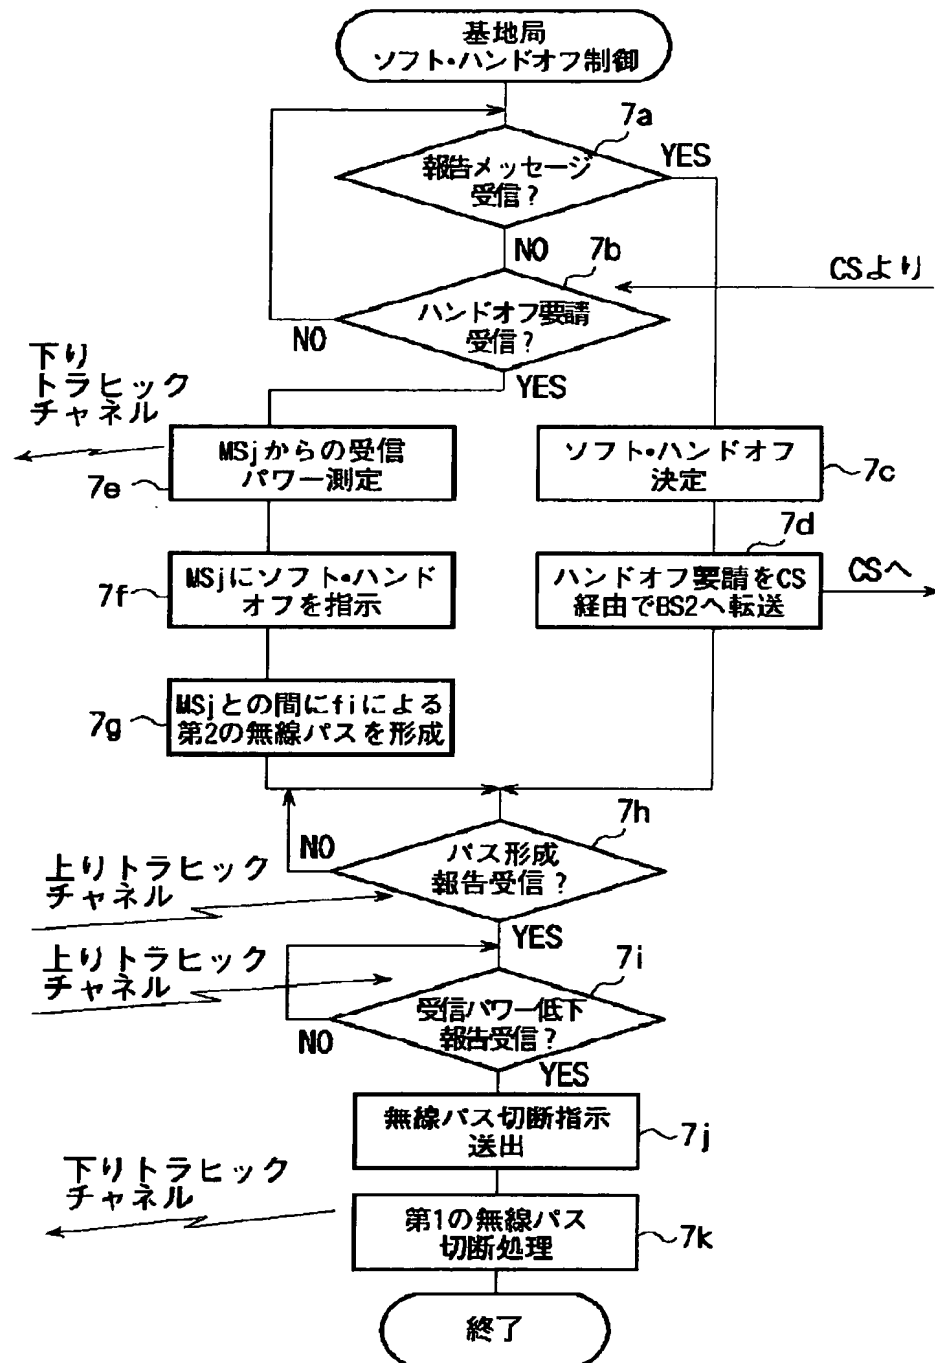 基地局
ソフト・ハンドオフ制御
7a
報告メッセージ
受信?
YES
NO
7b
CSより
ハンドオフ要請
受信?
NO
YES
下り
トラヒック
チャネル
MSjからの受信
パワー測定
7e
ソフト・ハンドオフ
決定
7c
7d
MSjにソフト・ハンド
オフを指示
7f
ハンドオフ要請をCS
経由でBS2へ転送
CSへ
MSjとの間にfiによる
第2の無線パスを形成
7g
7h
NO
パス形成
報告受信?
上りトラヒック
チャネル
YES
上りトラヒック
チャネル
7i
受信パワー低下
報告受信?
NO
YES
無線パス切断指示
送出
7j
下りトラヒック
チャネル
第1の無線パス
切断処理
7k
終了